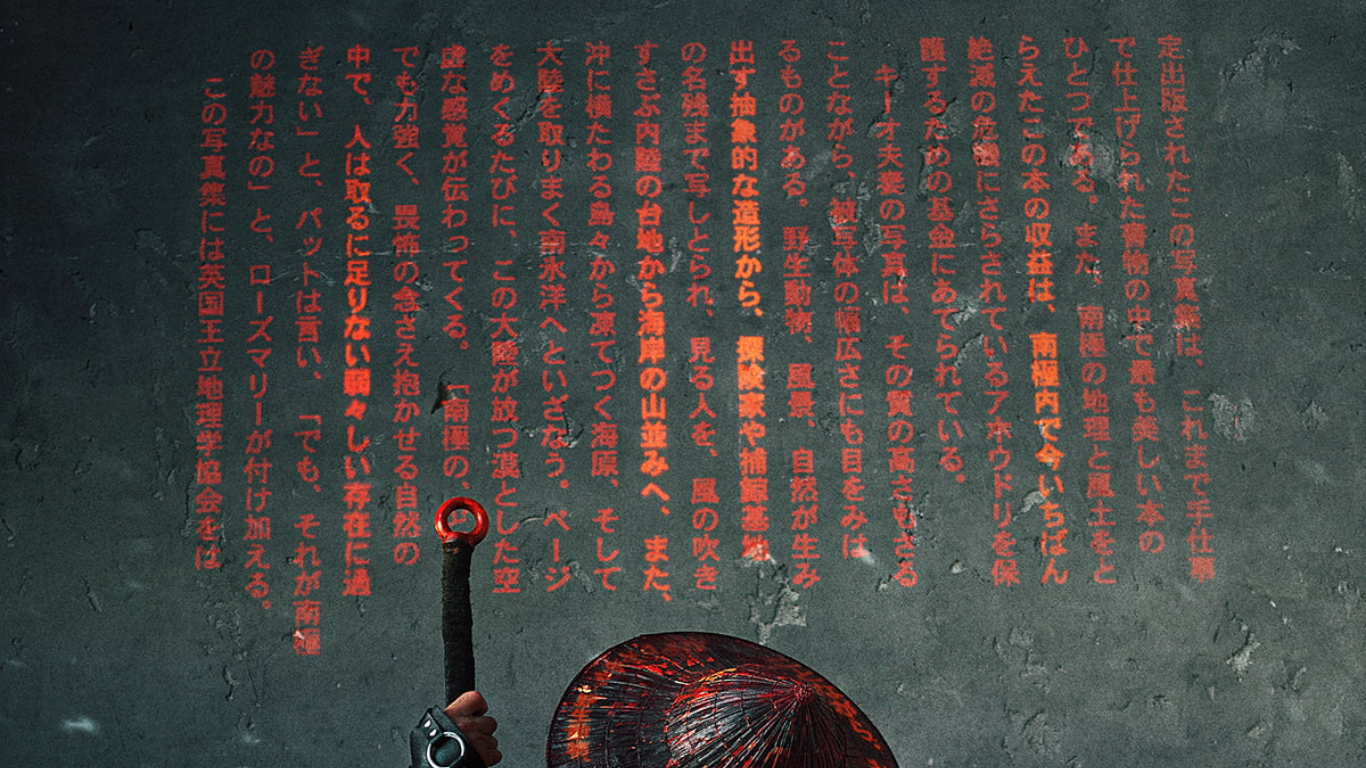 定出版されたこの写真集は、これまで手仕事
で仕上げられた書物の中で最も美しい本の
ひとつである。また、南極の地理と風土をと
らえたこの本の収益は、南極内で今いちばん
絶滅の危機にさらされているアホウドリを保
護するための基金にあてられている。
キーオ夫妻の写真は、その質の高さもさる
ことながら、被写体の幅広さにも目をみは
るものがある。野生動物、風景、自然が生み
出す抽象的な造形から、探険家や捕鯨基地
の名残まで写しとられ、見る人を、風の吹き
すさぶ内陸の台地から海岸の山並みへ、また、
沖に横たわる島々から凍てつく海原、そして
大陸を取りまく南氷洋へといざなう。ページ
をめくるたびに、この大陸が放つ漠とした空
虚な感覚が伝わってくる。「南極の、
でも力強く、畏怖の念さえ抱かせる自然の
中で、人は取るに足りない弱々しい存在に過
ぎない」と、パットは言い、「でも、それが南極
の魅力なの」と、ローズマリーが付け加える。
この写真集には英国王立地理学協会をは